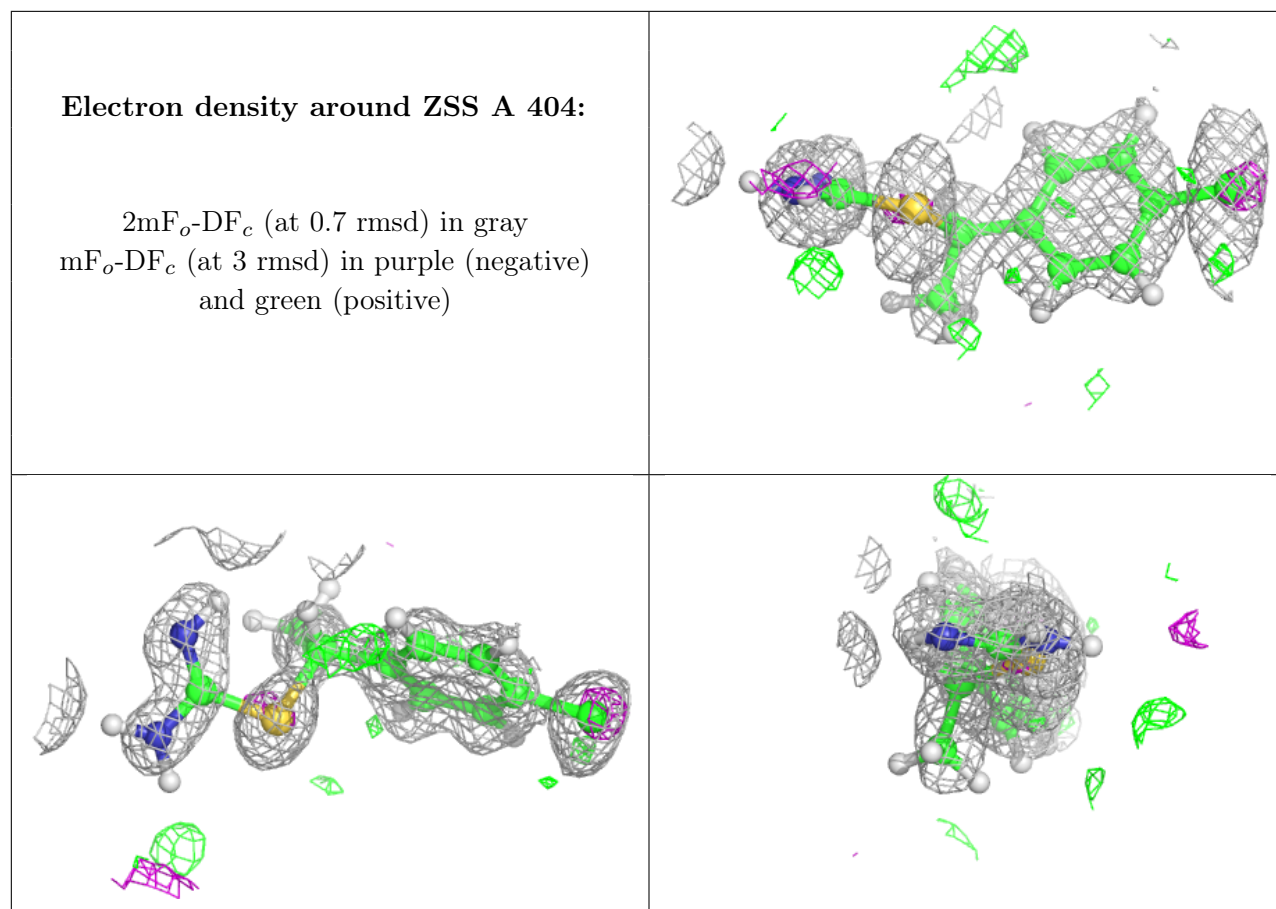 Electron density around ZSS A 404:
2mFo-DFc (at 0.7 rmsd) in gray
mFo-DFc (at 3 rmsd) in purple (negative)
and green (positive)